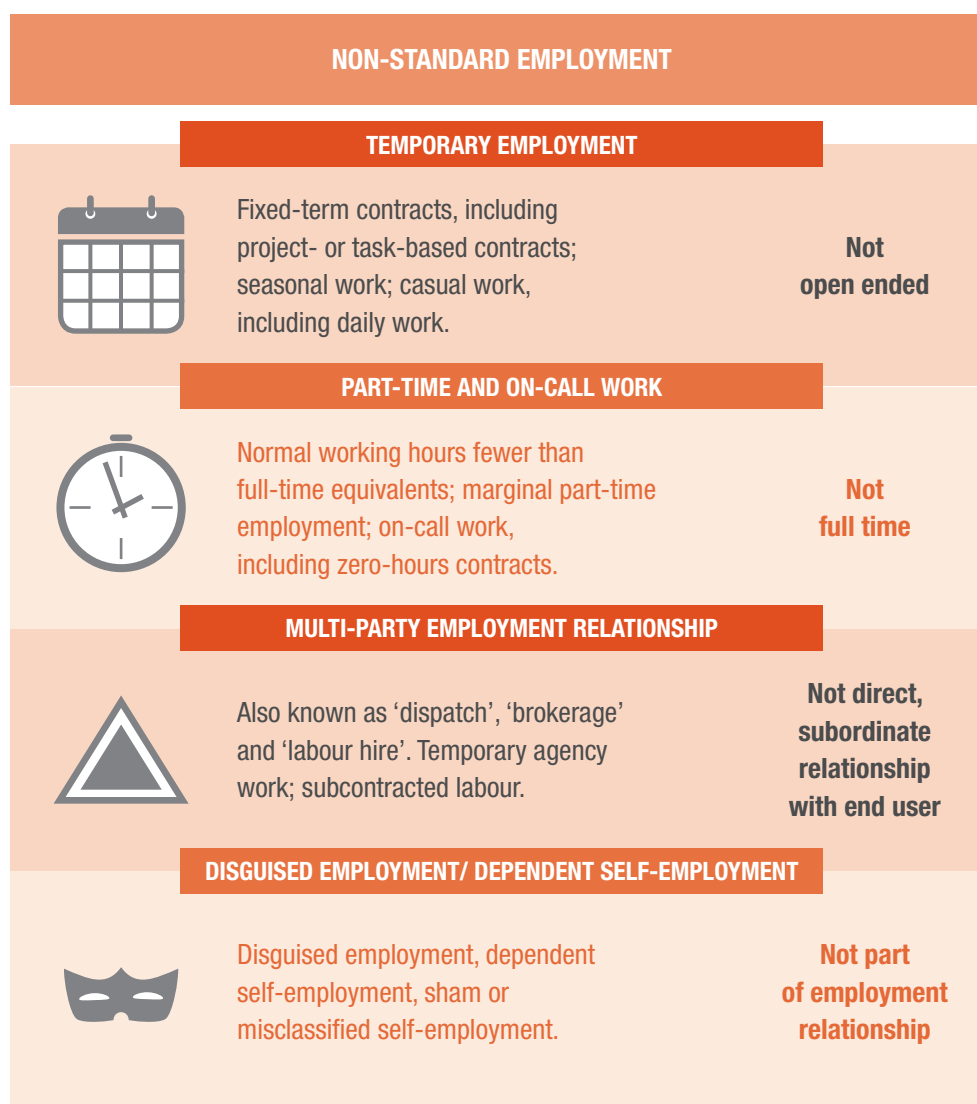 NON-STANDARD EMPLOYMENT
TEMPORARY EMPLOYMENT
Fixed-term contracts, including
project- or task-based contracts;
seasonal work; casual work,
including daily work.
Not
open ended
PART-TIME AND ON-CALL WORK
Normal working hours fewer than
full-time equivalents; marginal part-time
employment; on-call work,
including zero-hours contracts.
Not
full time
MULTI-PARTY EMPLOYMENT RELATIONSHIP
Also known as ‘dispatch’, ‘brokerage’
and ‘labour hire’. Temporary agency
work; subcontracted labour.
Not direct,
subordinate
relationship
with end user
DISGUISED EMPLOYMENT/ DEPENDENT SELF-EMPLOYMENT
Disguised employment, dependent
self-employment, sham or
misclassified self-employment.
Not part
of employment
relationship